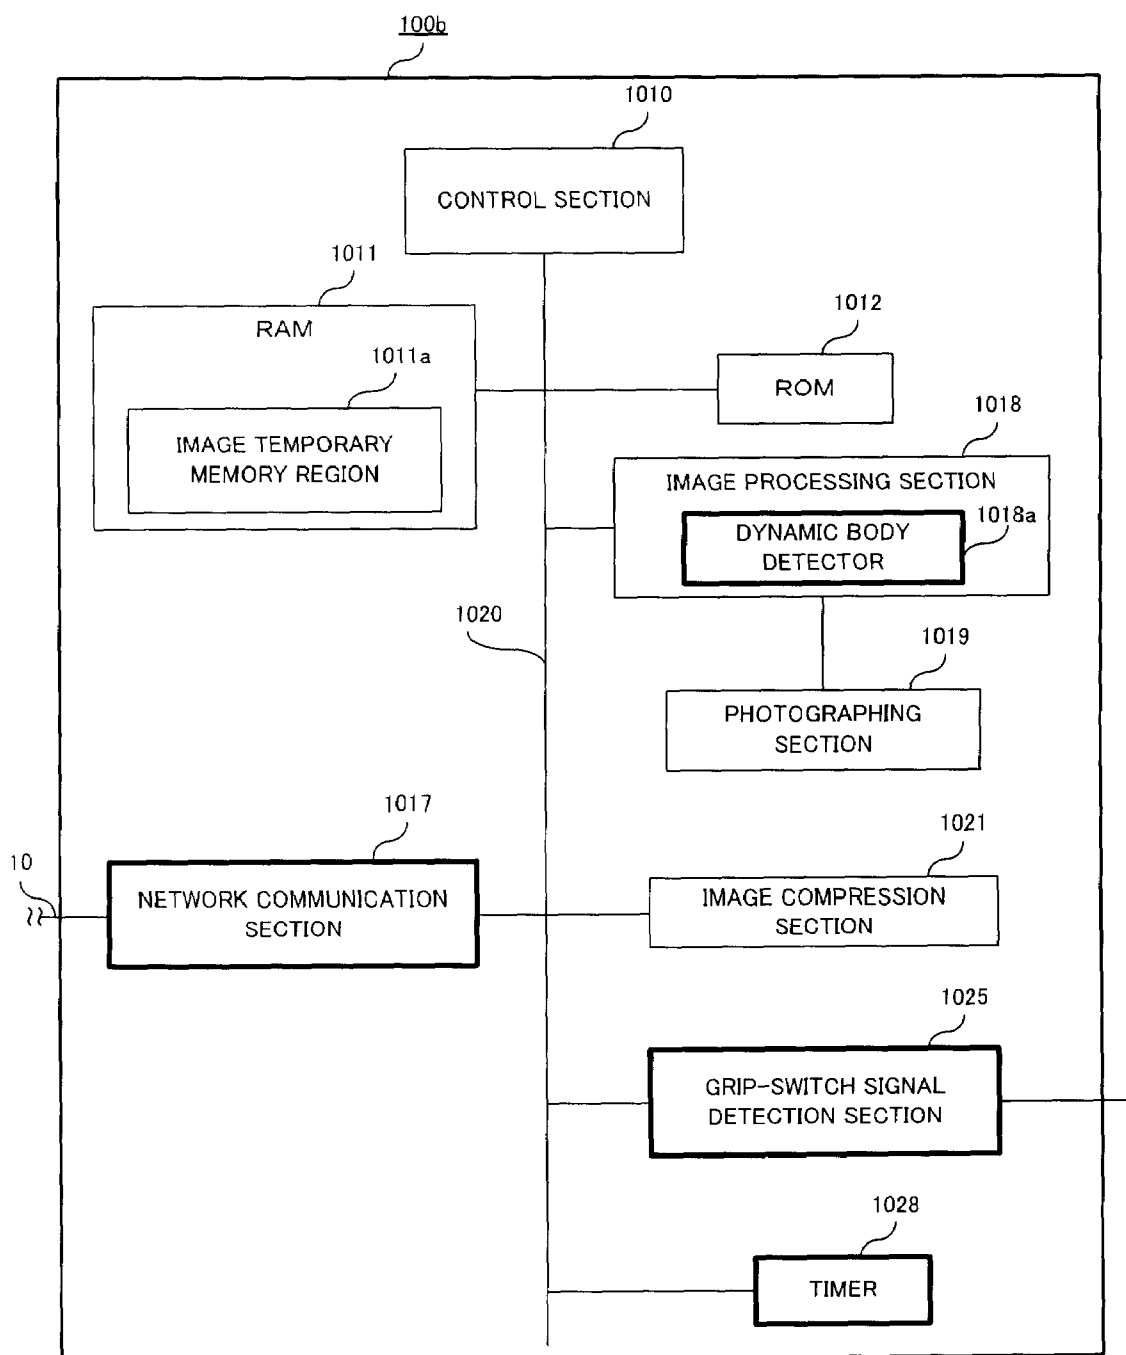 100b
1010
CONTROL SECTION
1011
RAM
1011a
IMAGE TEMPORARY
MEMORY REGION
1012
ROM
1018
IMAGE PROCESSING SECTION
DYNAMIC BODY
DETECTOR
1018a
1020
1019
PHOTOGRAPHING
SECTION
1017
10
NETWORK COMMUNICATION
SECTION
1021
IMAGE COMPRESSION
SECTION
1025
GRIP-SWITCH SIGNAL
DETECTION SECTION
1028
TIMER